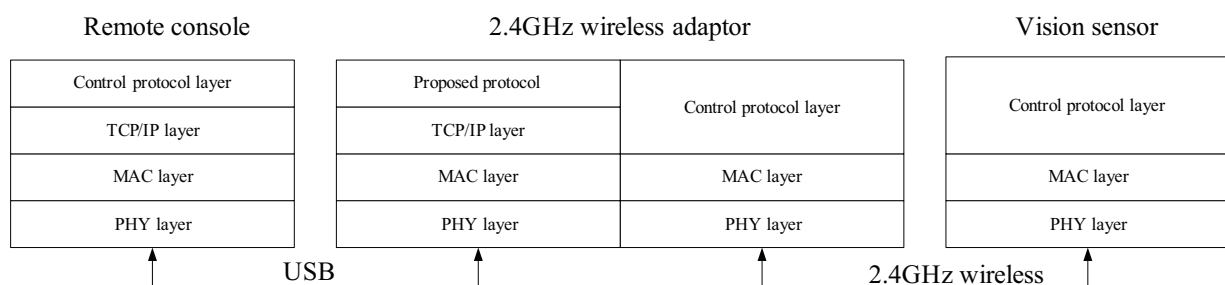 Remote console
2.4GHz wireless adaptor
Vision sensor
Control protocol layer
TCP/IP layer
MAC layer
PHY layer
Proposed protocol
TCP/IP layer
MAC layer
PHY layer
Control protocol layer
MAC layer
PHY layer
Control protocol layer
MAC layer
PHY layer
USB
2.4GHz wireless